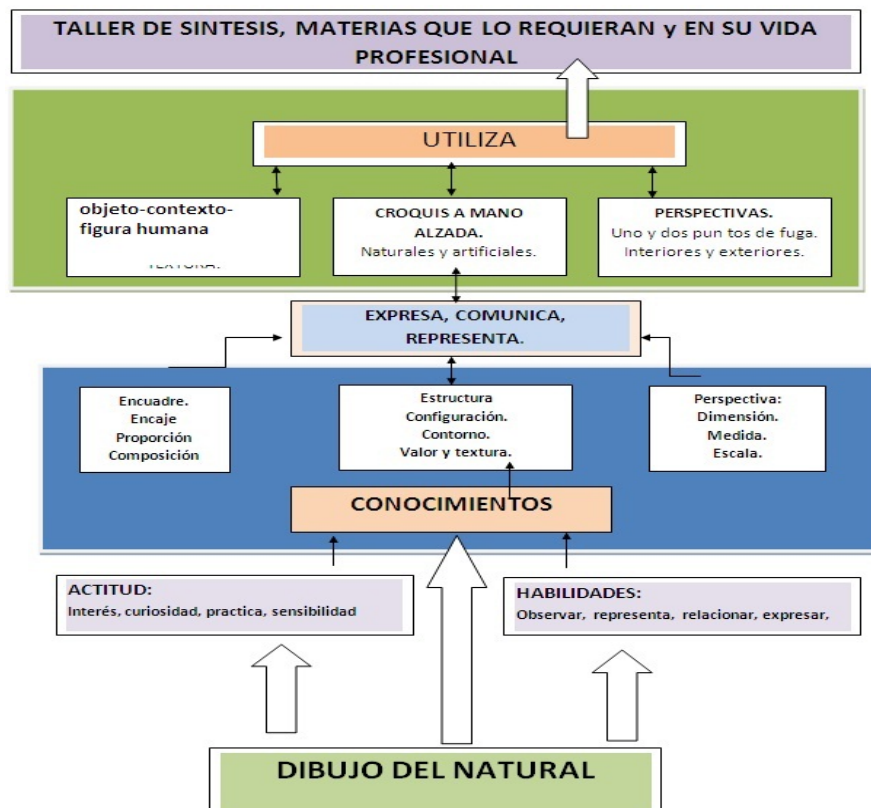 TALLER DE SINTESIS, MATERIAS QUE LO REQUIERAN y EN SU VIDA
PROFESIONAL
UTILIZA
objeto-contexto-
figura humana
CROQUIS A MANO
ALZADA.
Naturales y artificiales.
PERSPECTIVAS.
Uno y dos pun tos de fuga.
Interiores y exteriores.
EXPRESA, COMUNICA,
REPRESENTA.
Encuadre.
Encaje
Proporción
Composición
Estructura
Configuración.
Contorno.
Valor y textura.
Perspectiva:
Dimensión.
Medida.
Escala.
CONOCIMIENTOS
ACTITUD:
Interés, curiosidad, practica, sensibilidad
HABILIDADES:
Observar, representa, relacionar, expresar,
DIBUJO DEL NATURAL